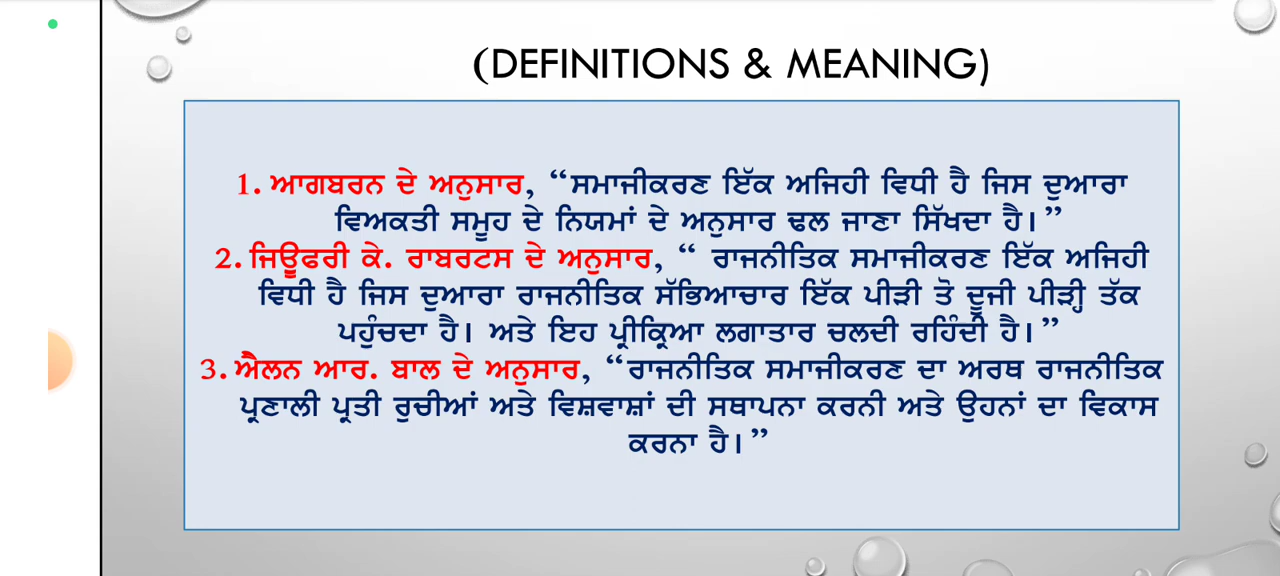 (DEFINITIONS & MEANING)
1. ਆਗਬਰਨ ਦੇ ਅਨੁਸਾਰ, “ਸਮਾਜੀਕਰਣ ਇੱਕ ਅਜਿਹੀ ਵਿਧੀ ਹੈ ਜਿਸ ਦੁਆਰਾ
ਵਿਅਕਤੀ ਸਮੂਹ ਦੇ ਨਿਯਮਾਂ ਦੇ ਅਨੁਸਾਰ ਢਲ ਜਾਣਾ ਸਿੱਖਦਾ ਹੈ।”
2. ਜਿਊਫਰੀ ਕੇ. ਰਾਬਰਟਸ ਦੇ ਅਨੁਸਾਰ, “ ਰਾਜਨੀਤਿਕ ਸਮਾਜੀਕਰਣ ਇੱਕ ਅਜਿਹੀ
ਵਿਧੀ ਹੈ ਜਿਸ ਦੁਆਰਾ ਰਾਜਨੀਤਿਕ ਸੱਭਿਆਚਾਰ ਇੱਕ ਪੀੜੀ ਤੋ ਦੂਜੀ ਪੀੜ੍ਹੀ ਤੱਕ
ਪਹੁੰਚਦਾ ਹੈ। ਅਤੇ ਇਹ ਪ੍ਰੀਕ੍ਰਿਆ ਲਗਾਤਾਰ ਚਲਦੀ ਰਹਿੰਦੀ ਹੈ।”
3. ਐਲਨ ਆਰ. ਬਾਲ ਦੇ ਅਨੁਸਾਰ, “ਰਾਜਨੀਤਿਕ ਸਮਾਜੀਕਰਣ ਦਾ ਅਰਥ ਰਾਜਨੀਤਿਕ
ਪ੍ਰਣਾਲੀ ਪ੍ਰਤੀ ਰੁਚੀਆਂ ਅਤੇ ਵਿਸ਼ਵਾਸ਼ਾਂ ਦੀ ਸਥਾਪਨਾ ਕਰਨੀ ਅਤੇ ਉਹਨਾਂ ਦਾ ਵਿਕਾਸ
ਕਰਨਾ ਹੈ।”